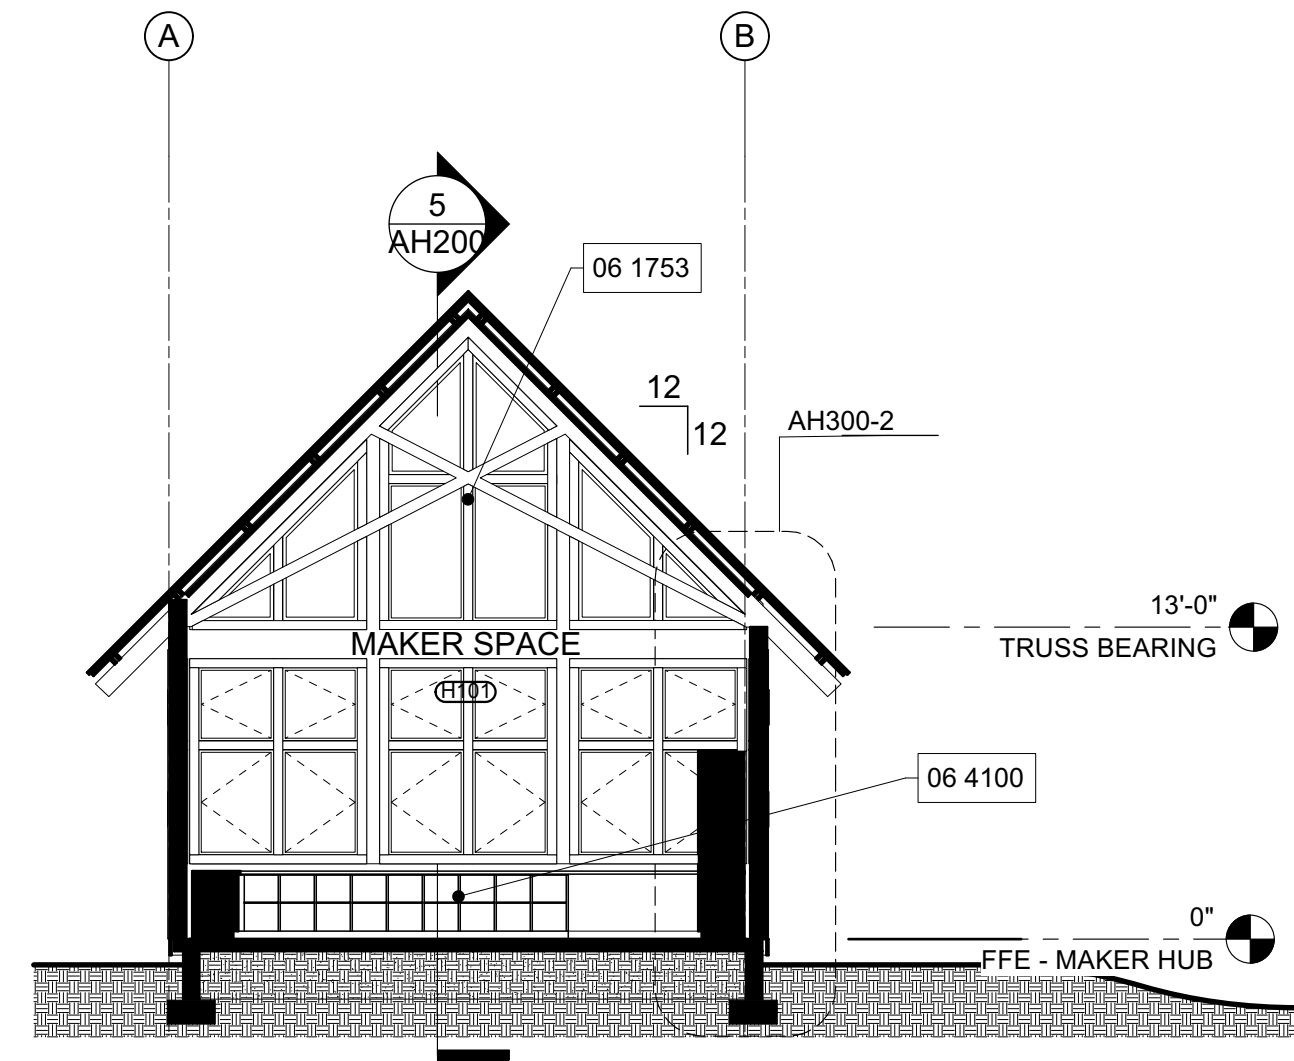 A
B
5
AH200
06 1753
12
12
AH300-2
13'-0"
TRUSS BEARING
MAKER SPACE
H101
06 4100
0"
FFE - MAKER HUB